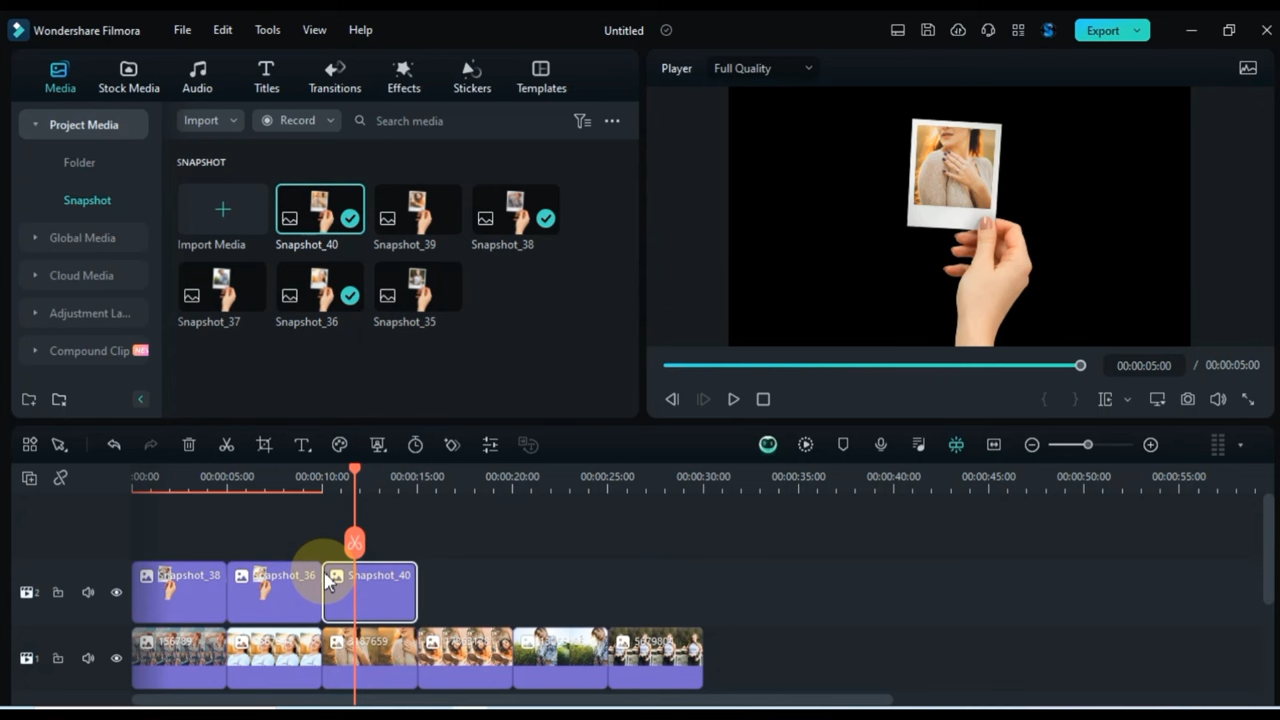 Wondershare Filmora File Edit Tools View Help Untitled Export
Media Stock Media Audio Titles Transitions Effects Stickers Templates
Player Full Quality
Project Media
Import Record Search media
Folder
SNAPSHOT
Snapshot
Global Media
Import Media Snapshot_40 Snapshot_39 Snapshot_38
Cloud Media
Adjustment La...
Snapshot_37 Snapshot_36 Snapshot_35
Compound Clip NEW
00:00:05:00 / 00:00:05:00
:00:00 00:00:05:00 00:00:10:00 00:00:15:00 00:00:20:00 00:00:25:00 00:00:30:00 00:00:35:00 00:00:40:00 00:00:45:00 00:00:50:00 00:00:55:00
Snapshot_38 Snapshot_36 Snapshot_40
2
1